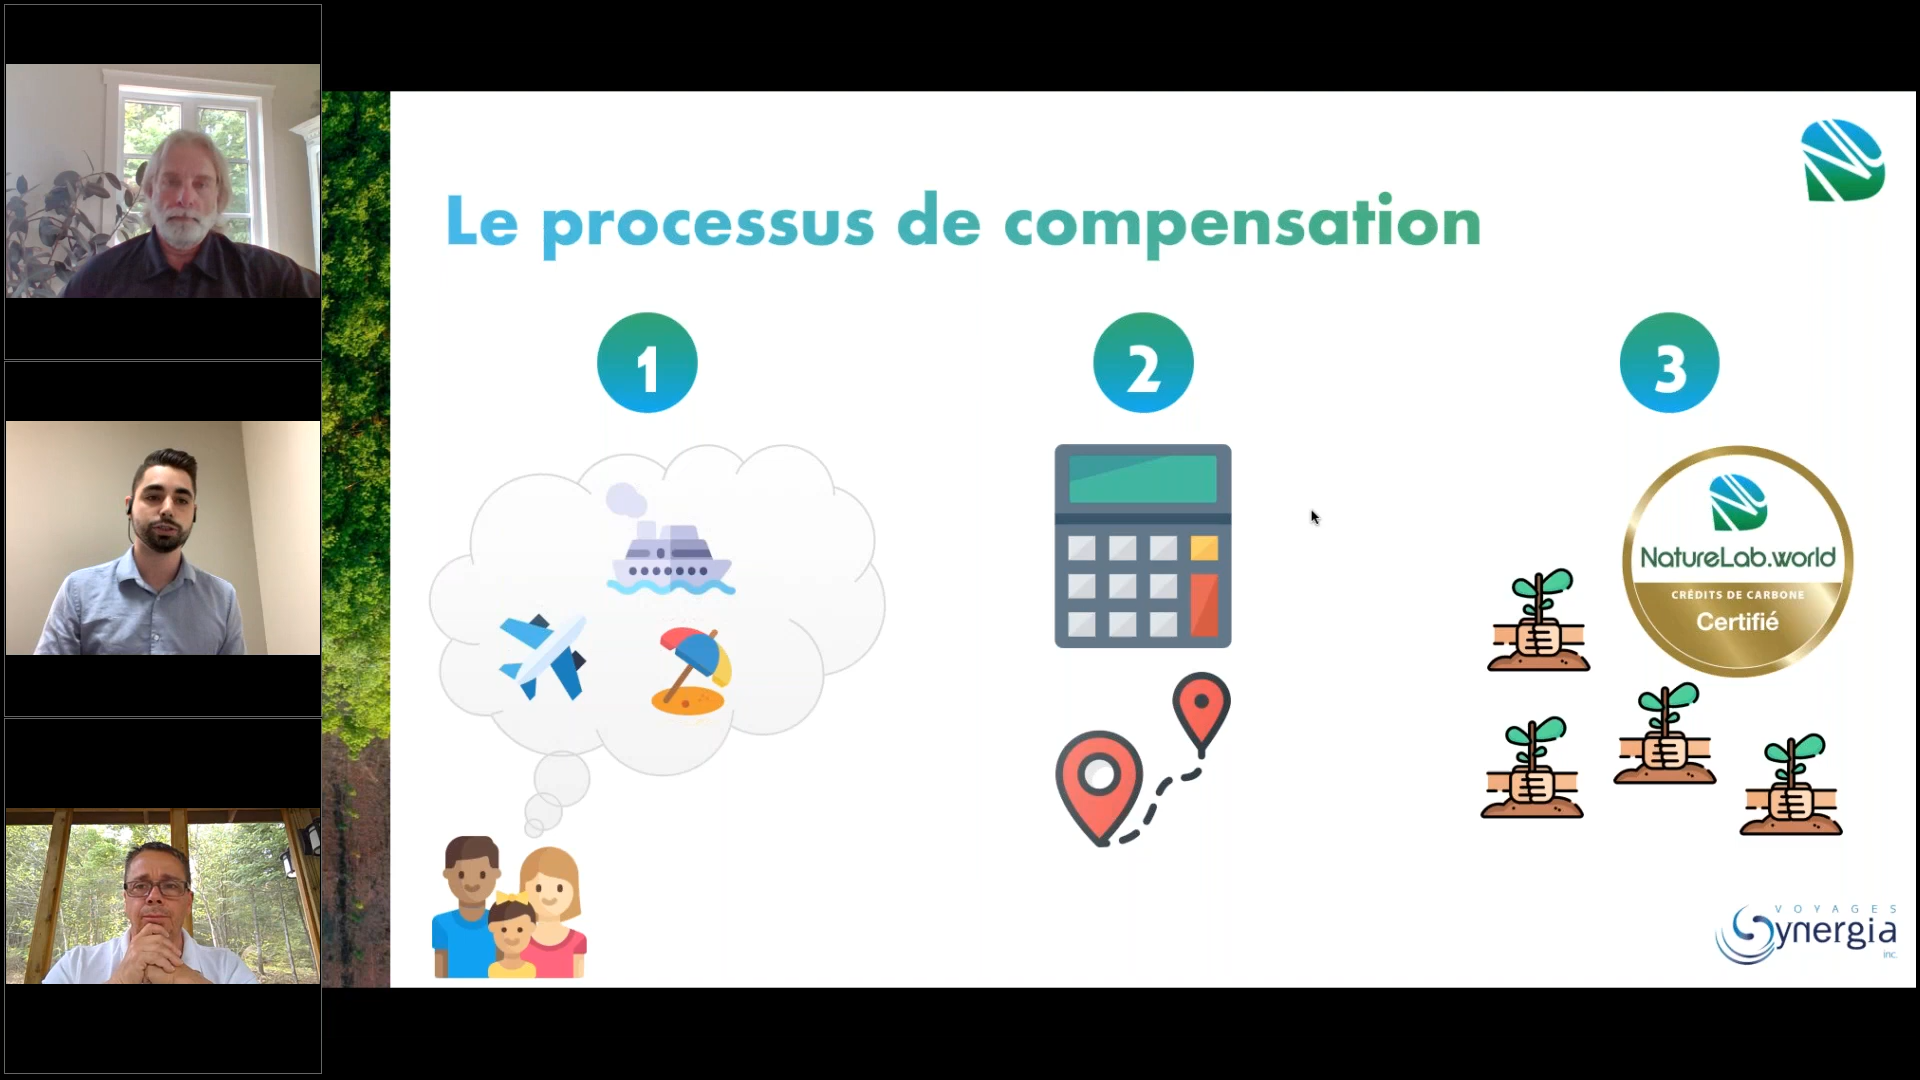 Le processus de compensation
1
2
3
NatureLab.world
CRÉDITS DE CARBONE
Certifié
VOYAGES
Synergia
inc.